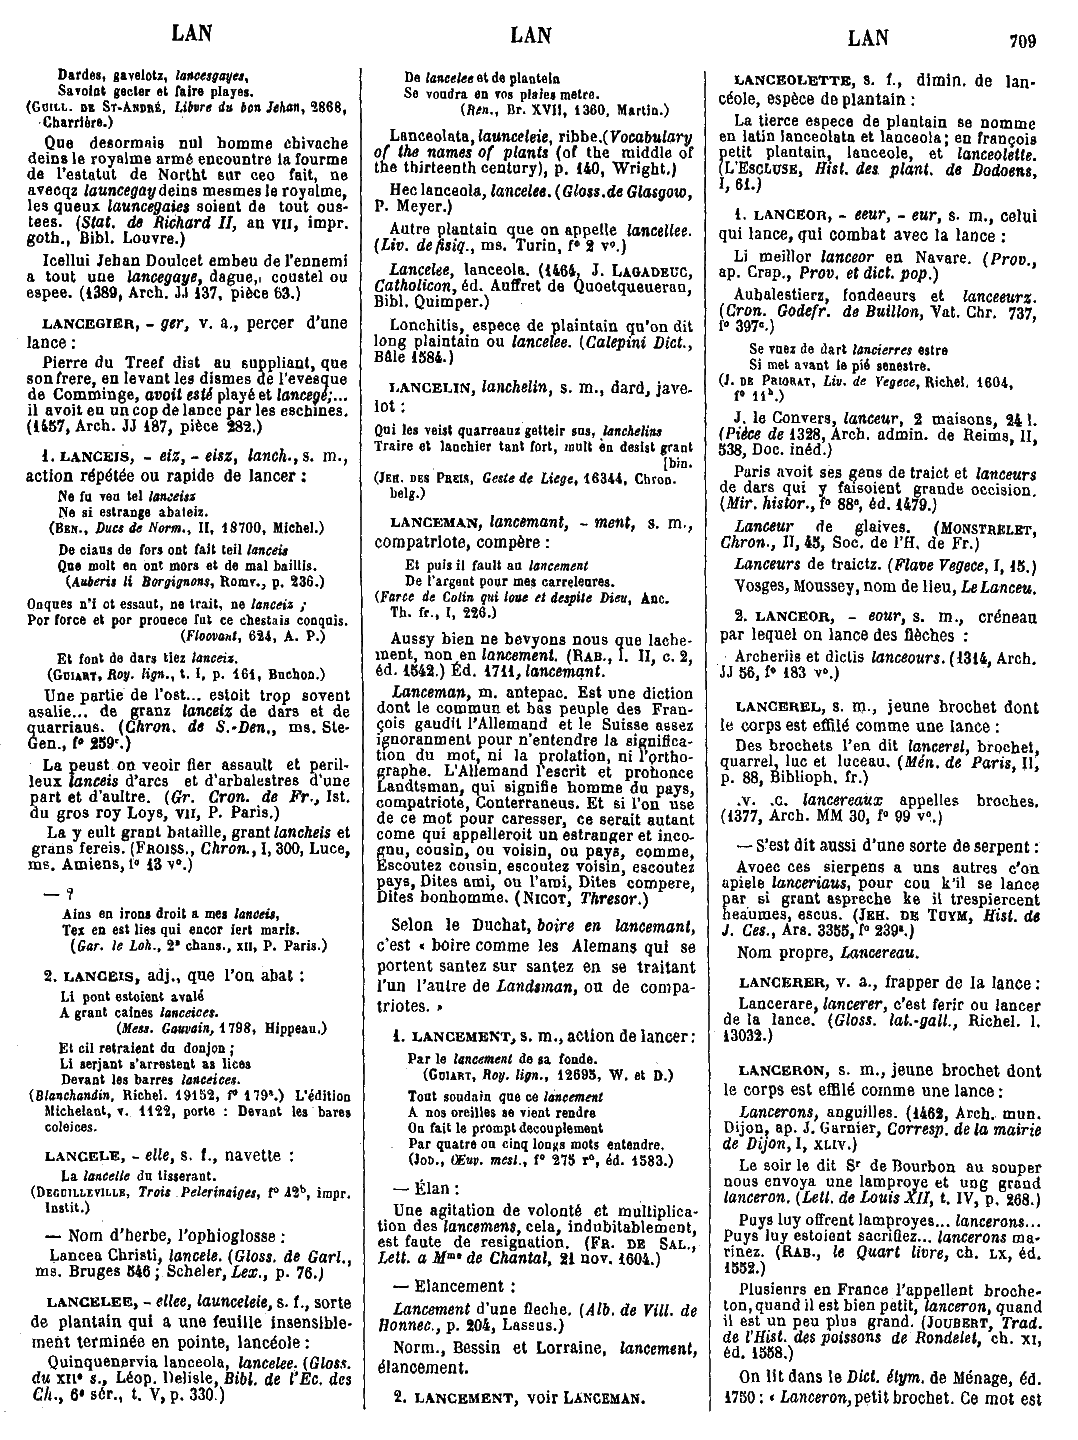 LAN
LAN
LAN
709
Dardes, gavelotz, lancesgayes,
Savoint gecter et faire playes.
(GUILL. DE ST-ANDRÉ, Libvre du bon Jehan, 2868,
Charrière.)
Que desormais nul homme chivache
deins le royalme armé encountre la fourme
de l'estatut de Northt sur ceo fait, ne
aveoqz launcegay deins mesmes le royalme,
les queux launcegaies soient de tout ous-
tees. (Stat. de Richard II, an VII, impr.
goth., Bibl. Louvre.)
Icellui Jehan Doulcet embeu de l'ennemi
a tout une lancegaye, dague, coustel ou
espee. (1389, Arch. JJ 137, pièce 63.)
LANCEGIER, - ger, v. a., percer d'une
lance :
Pierre du Treef dist au suppliant, que
son frere, en levant les dismes de l'evesque
de Comminge, avoit esté playé et lancegé;...
il avoit eu un cop de lance par les eschines.
(1457, Arch. JJ 187, pièce 282.)
1. LANCEIS, - eiz, - eisz, lanch., s. m.,
action répétée ou rapide de lancer :
Ne fu veu tel lanceisz
Ne si estrange abateiz.
(BEN., Ducs de Norm., II, 18700, Michel.)
De ciaus de fors ont fait teil lanceis
Que molt en ont mors et de mal baillis.
(Auberis li Borgignons, Romv., p. 236.)
Onques n'i ot essaut, ne trait, ne lanceiz ;
Por force et por prouece fut ce chestais conquis.
(Floovant, 624, A. P.)
Et font de dars tiez lanceiz.
(GUIART, Roy. lign., t. I, p. 161, Buchon.)
Une partie de l'ost... estoit trop sovent
asalie... de granz lanceiz de dars et de
quarriaus. (Chron. de S.-Den., ms. Ste-
Gen., f° 259c.)
La peust on veoir fier assault et peril-
leux lanceis d'arcs et d'arbalestres d'une
part et d'aultre. (Gr. Cron. de Fr., Ist.
du gros roy Loys, VII, P. Paris.)
La y eult grant bataille, grant lancheis et
grans fereis. (FROISS., Chron., I, 300, Luce,
ms. Amiens, f° 13 v°.)
— ?
Ains en irons droit a mes lanceis,
Tex en est lies qui encor iert maris.
(Gar. le Loh., 2e chans., XII, P. Paris.)
2. LANCEIS, adj., que l'on abat :
Li pont estoient avalé
A grant caines lanceices.
(Mess. Gauvain, 1798, Hippeau.)
Et cil retraient du donjon ;
Li serjant s'arrestent as lices
Devant les barres lanceices.
(Blanchandin, Richel. 19152, f° 179a.) L'édition
Michelant, v. 1122, porte : Devant les bares
coleices.
LANCELE, - elle, s. f., navette :
La lancelle du tisserant.
(DEGUILLEVILLE, Trois Pelerinaiges, f° 12b, impr.
Instit.)
— Nom d'herbe, l'ophioglosse :
Lancea Christi, lancele. (Gloss. de Garl.,
ms. Bruges 546 ; Scheler, Lex., p. 76.)
LANCELEE, - ellee, launceleie, s. f., sorte
de plantain qui a une feuille insensible-
ment terminée en pointe, lancéole :
Quinquenervia lanceola, lancelee. (Gloss.
du XIIe s., Léop. Delisle, Bibl. de l'Ec. des
Ch., 6e sér., t. V, p. 330.)
De lancelee et de plantein
Se voudra en vos plaies metre.
(Ren., Br. XVII, 1360, Martin.)
Lanceolata, launceleie, ribbe. (Vocabulary
of the names of plants (of the middle of
the thirteenth century), p. 140, Wright.)
Hec lanceola, lancelee. (Gloss. de Glasgow,
P. Meyer.)
Autre plantain que on appelle lancellee.
(Liv. de fisiq., ms. Turin, f° 2 v°.)
Lancelee, lanceola. (1464, J. LAGADEUC,
Catholicon, éd. Auffret de Quoetqueueran,
Bibl. Quimper.)
Lonchitis, espece de plaintain qu'on dit
long plaintain ou lancelee. (Calepini Dict.,
Bâle 1584.)
LANCELIN, lanchelin, s. m., dard, jave-
lot :
Qui les veist quarreauz getteir sus, lanchelins
Traire et lanchier tant fort, mult en desist grant
[bin.
(JEH. DES PREIS, Geste de Liege, 16344, Chron.
belg.)
LANCEMAN, lancemant, - ment, s. m.,
compatriote, compère :
Et puis il fault au lancement
De l'argent pour mes carreleures.
(Farce de Colin qui loue et despite Dieu, Anc.
Th. fr., I, 226.)
Aussy bien ne bevyons nous que lache-
ment, non en lancement. (RAB., l. II, c. 2,
éd. 1542.) Éd. 1711, lancemant.
Lanceman, m. antepac. Est une diction
dont le commun et bas peuple des Fran-
çois gaudit l'Allemand et le Suisse assez
ignoramment pour n'entendre la significa-
tion du mot, ni la prolation, ni l'ortho-
graphe. L'Allemand l'escrit et prononce
Landtsman, qui signifie homme du pays,
compatriote, Conterraneus. Et si l'on use
de ce mot pour caresser, ce serait autant
come qui appelleroit un estranger et inco-
gnu, cousin, ou voisin, ou pays, comme,
Escoutez cousin, escoutez voisin, escoutez
pays, Dites ami, ou l'ami, Dites compere,
Dites bonhomme. (NICOT, Thresor.)
Selon le Duchat, boire en lancemant,
c'est « boire comme les Alemans qui se
portent santez sur santez en se traitant
l'un l'autre de Landsman, ou de compa-
triotes. »
1. LANCEMENT, s. m., action de lancer :
Par le lancement de sa fonde.
(GUIART, Roy. lign., 12695, W. et D.)
Tout soudain que ce lancement
A nos oreilles se vient rendre
On fait le prompt decouplement
Par quatre ou cinq longs mots entendre.
(JOD., Œuv. mesl., f° 275 r°, éd. 1583.)
— Élan :
Une agitation de volonté et multiplica-
tion des lancemens, cela, indubitablement,
est faute de resignation. (FR. DE SAL.,
Lett. a Mme de Chantal, 21 nov. 1604.)
— Elancement :
Lancement d'une fleche. (Alb. de Vill. de
Honnec., p. 204, Lassus.)
Norm., Bessin et Lorraine, lancement,
élancement.
2. LANCEMENT, voir LANCEMAN.
LANCEOLETTE, s. f., dimin. de lan-
céole, espèce de plantain :
La tierce espece de plantain se nomme
en latin lanceolata et lanceola ; en françois
petit plantain, lanceole, et lanceolette.
(L'ESCLUSE, Hist. des plant. de Dodoens,
I, 61.)
1. LANCEOR, - eeur, - eur, s. m., celui
qui lance, qui combat avec la lance :
Li meillor lanceor en Navare. (Prov.,
ap. Crap., Prov. et dict. pop.)
Aubalestierz, fondeeurs et lanceeurz.
(Cron. Godefr. de Buillon, Vat. Chr. 737,
f° 397c.)
Se vuez de dart lancierres estre
Si met avant le pié senestre.
(J. DE PRIORAT, Liv. de Vegece, Richel. 1604,
f° 11b.)
J. le Convers, lanceur, 2 maisons, 24 l.
(Pièce de 1328, Arch. admin. de Reims, II,
538, Doc. inéd.)
Paris avoit ses gens de traict et lanceurs
de dars qui y faisoient grande occision.
(Mir. histor., f° 88a, éd. 1479.)
Lanceur de glaives. (MONSTRELET,
Chron., II, 45, Soc. de l'H. de Fr.)
Lanceurs de traictz. (Flave Vegece, I, 15.)
Vosges, Moussey, nom de lieu, Le Lanceu.
2. LANCEOR, - eour, s. m., créneau
par lequel on lance des flèches :
Archeriis et dictis lanceours. (1314, Arch.
JJ 56, f° 183 v°.)
LANCEREL, s. m., jeune brochet dont
le corps est effilé comme une lance :
Des brochets l'en dit lancerel, brochet,
quarrel, luc et luceau. (Mén. de Paris, II,
p. 88, Biblioph. fr.)
.v. .c. lancereaux appelles broches.
(1377, Arch. MM 30, f° 99 v°.)
— S'est dit aussi d'une sorte de serpent :
Avoec ces sierpens a uns autres c'on
apiele lanceriaus, pour cou k'il se lance
par si grant aspreche ke il trespiercent
heaumes, escus. (JEH. DE TUYM, Hist. de
J. Ces., Ars. 3355, f° 239a.)
Nom propre, Lancereau.
LANCERER, v. a., frapper de la lance :
Lancerare, lancerer, c'est ferir ou lancer
de la lance. (Gloss. lat.-gall., Richel. l.
13032.)
LANCERON, s. m., jeune brochet dont
le corps est effilé comme une lance :
Lancerons, anguilles. (1462, Arch. mun.
Dijon, ap. J. Garnier, Corresp. de la mairie
de Dijon, I, XLIV.)
Le soir le dit Sr de Bourbon au souper
nous envoya une lamproye et ung grand
lanceron. (Lett. de Louis XII, t. IV, p. 268.)
Puys luy offrent lamproyes... lancerons...
Puys luy estoient sacrifiez... lancerons ma-
rinez. (RAB., le Quart livre, ch. LX, éd.
1552.)
Plusieurs en France l'appellent broche-
ton, quand il est bien petit, lanceron, quand
il est un peu plus grand. (JOUBERT, Trad.
de l'Hist. des poissons de Rondelet, ch. XI,
éd. 1558.)
On lit dans le Dict. élym. de Ménage, éd.
1750 : « Lanceron, petit brochet. Ce mot est